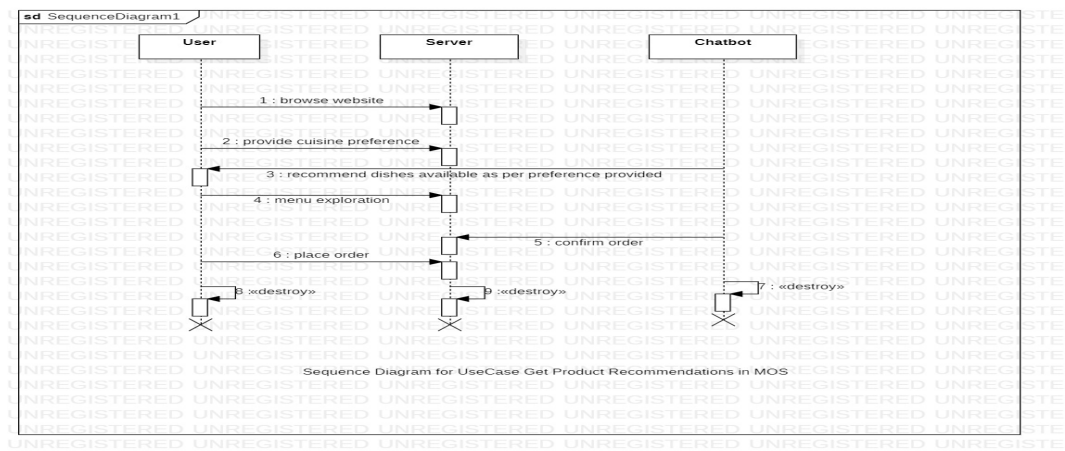 sd SequenceDiagram1
User
Server
Chatbot
1 : browse website
2 : provide cuisine preference
3 : recommend dishes available as per preference provided
4 : menu exploration
5 : confirm order
6 : place order
7 : «destroy»
8 :«destroy»
9 :«destroy»
Sequence Diagram for UseCase Get Product Recommendations in MOS
UNREGISTERED